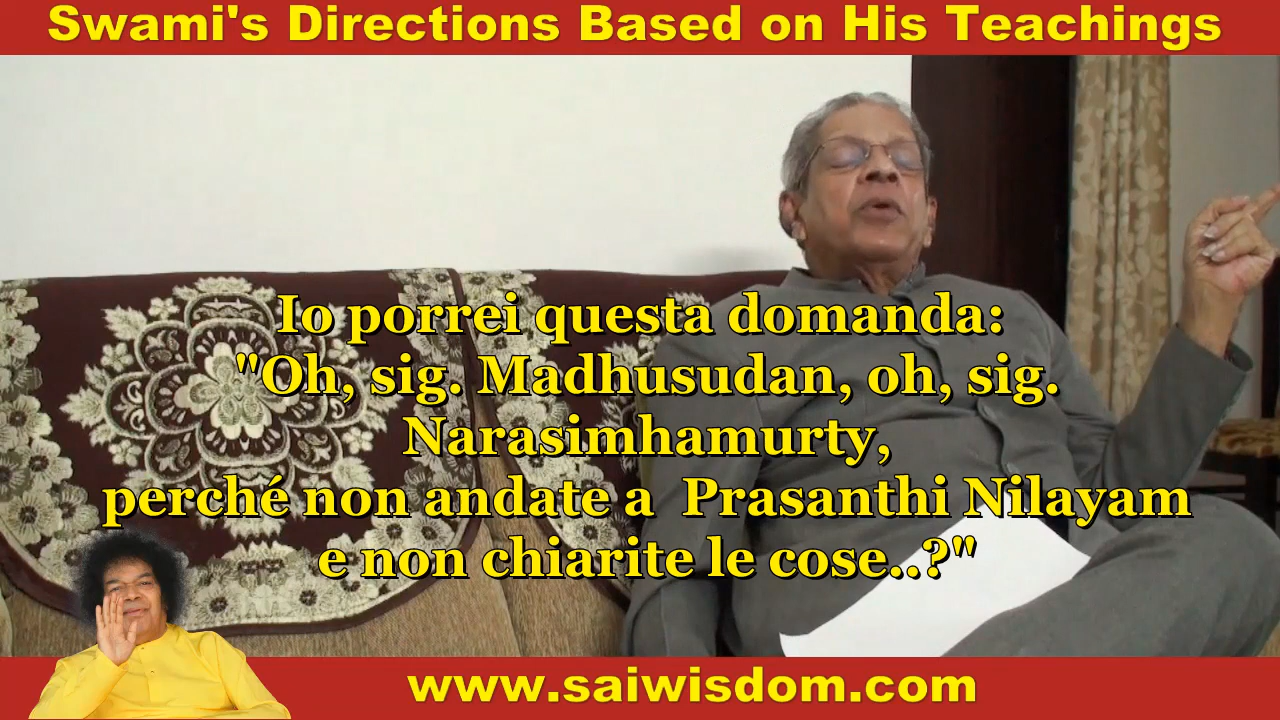 Swami's Directions Based on His Teachings
Io porrei questa domanda:
"Oh, sig. Madhusudan, oh, sig.
Narasimhamurty,
perché non andate a Prasanthi Nilayam
e non chiarite le cose..?"
www.saiwisdom.com